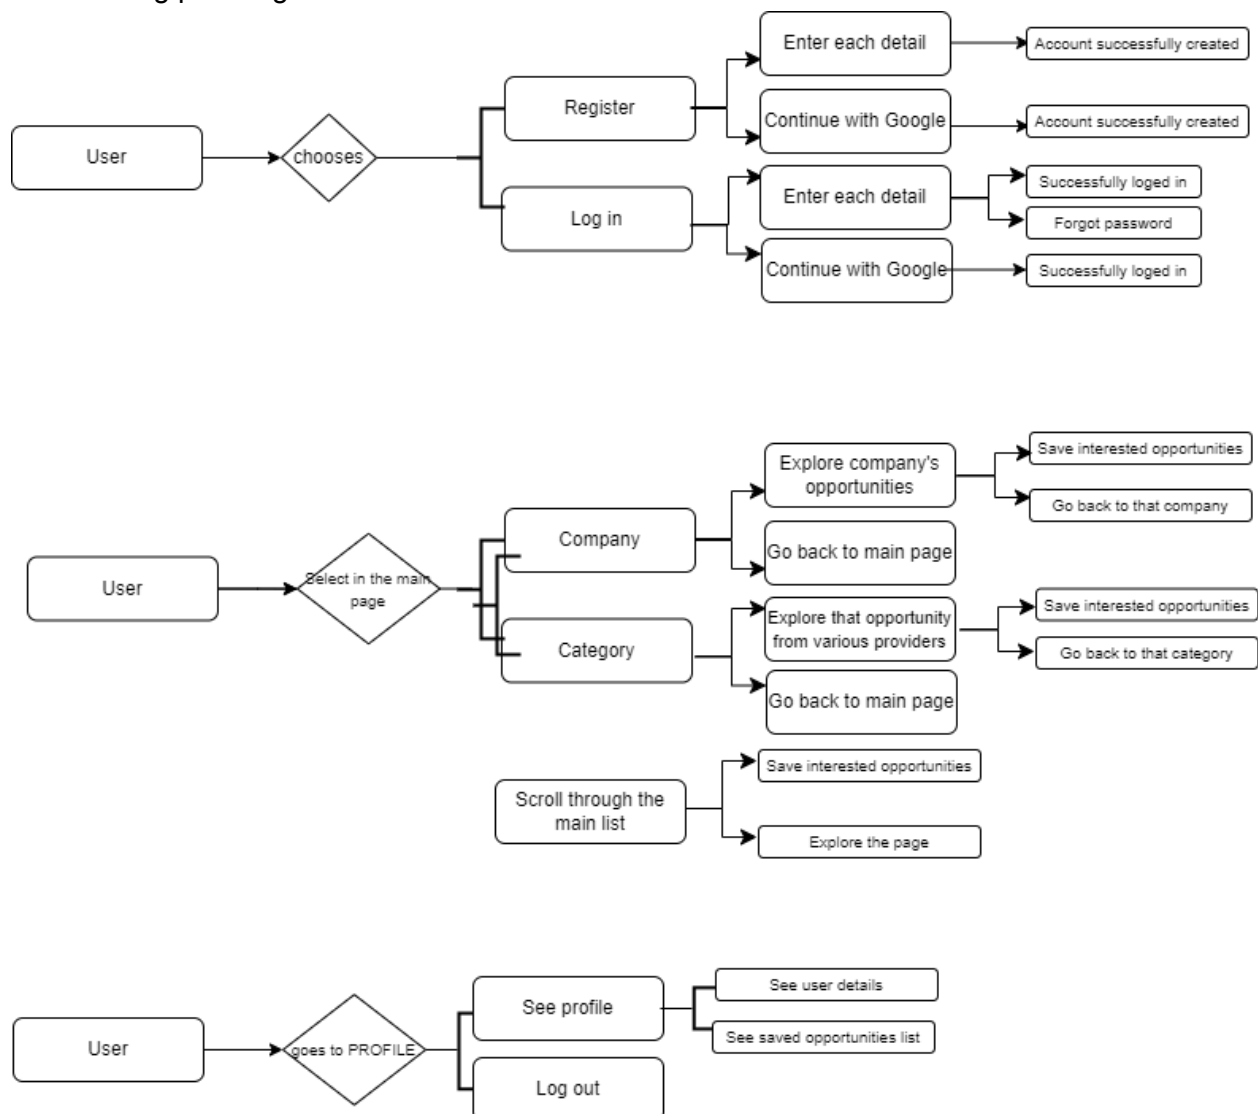 Enter each detail
Account successfully created
Register
Continue with Google
Account successfully created
User
chooses
Enter each detail
Successfully loged in
Log in
Forgot password
Continue with Google
Successfully loged in
Explore company's
opportunities
Save interested opportunities
Go back to that company
Company
Go back to main page
User
Select in the main
page
Explore that opportunity
from various providers
Save interested opportunities
Category
Go back to that category
Go back to main page
Save interested opportunities
Scroll through the
main list
Explore the page
See user details
See profile
See saved opportunities list
User
goes to PROFILE
Log out